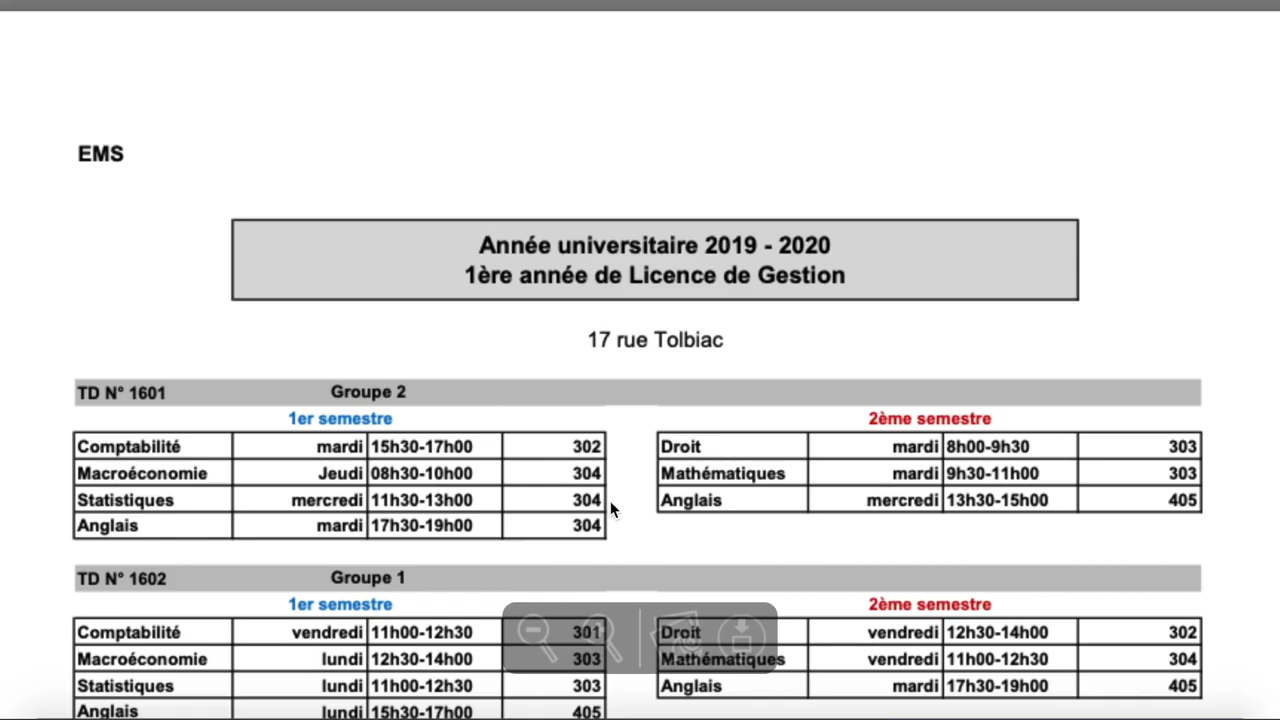 EMS
Année universitaire 2019 - 2020
1ère année de Licence de Gestion
17 rue Tolbiac
TD N° 1601 Groupe 2
1er semestre 2ème semestre
Comptabilité mardi 15h30-17h00 302 Droit mardi 8h00-9h30 303
Macroéconomie Jeudi 08h30-10h00 304 Mathématiques mardi 9h30-11h00 303
Statistiques mercredi 11h30-13h00 304 Anglais mercredi 13h30-15h00 405
Anglais mardi 17h30-19h00 304
TD N° 1602 Groupe 1
1er semestre 2ème semestre
Comptabilité vendredi 11h00-12h30 301 Droit vendredi 12h30-14h00 302
Macroéconomie lundi 12h30-14h00 303 Mathématiques vendredi 11h00-12h30 304
Statistiques lundi 11h00-12h30 303 Anglais mardi 17h30-19h00 405
Anglais lundi 15h30-17h00 405